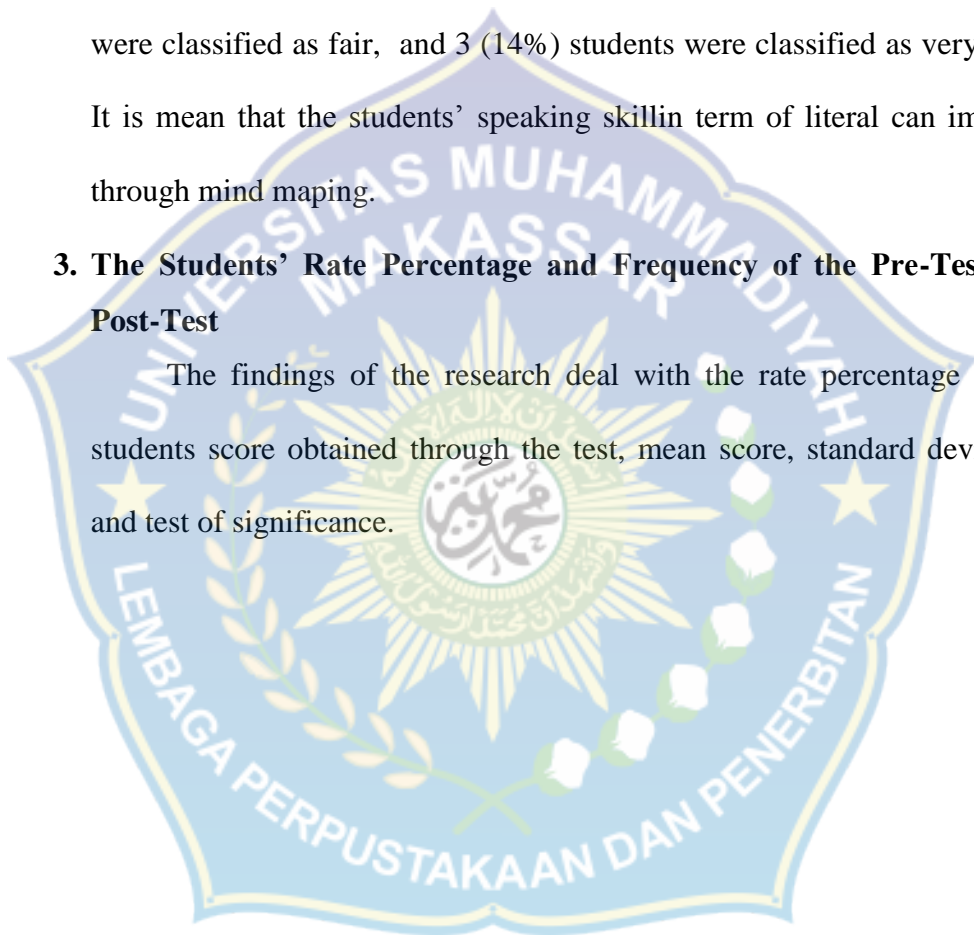 were classified as fair, and 3 (14%) students were classified as very
It is mean that the students’ speaking skillin term of literal can im
through mind maping.
3. The Students’ Rate Percentage and Frequency of the Pre-Tes
Post-Test
The findings of the research deal with the rate percentage
students score obtained through the test, mean score, standard dev
and test of significance.
UNIVERSITAS MUHAMMADIYAH
MAKASSAR
LEMBAGA PERPUSTAKAAN DAN PENERBITAN